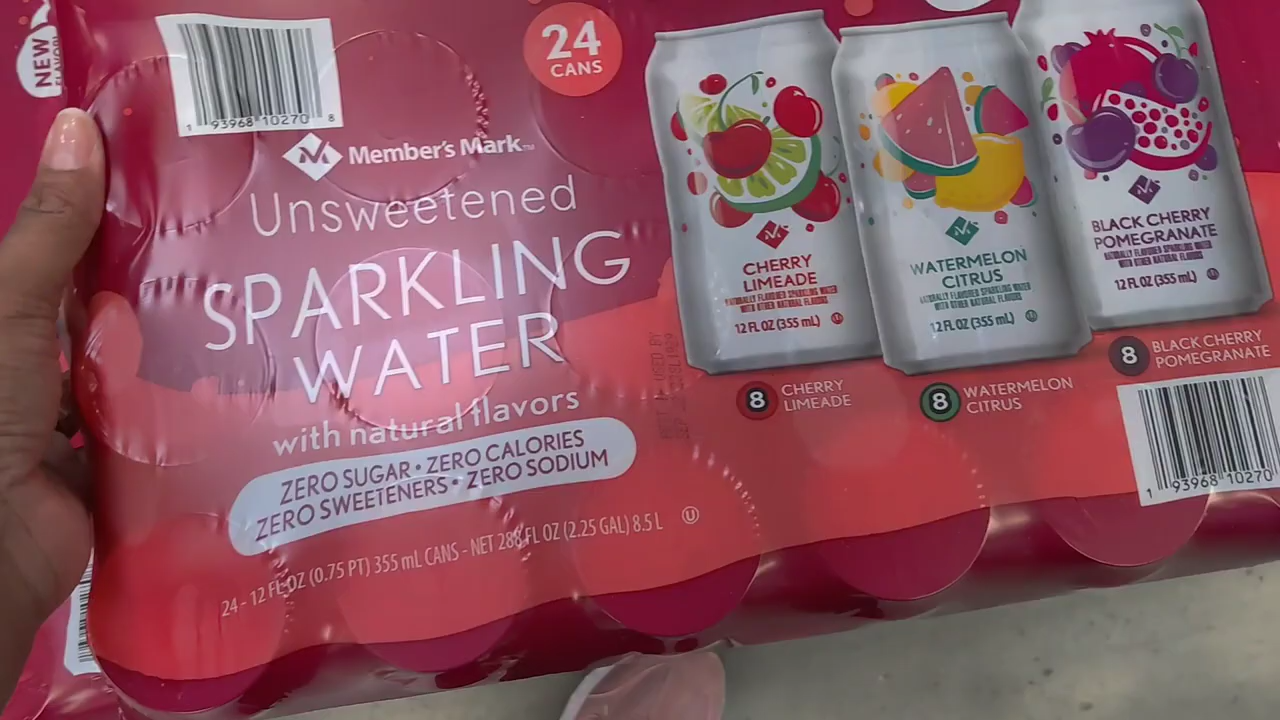 NEW
FLAVOR!
1 93968 10270 8
24
CANS
Member's Mark™
Unsweetened
SPARKLING
WATER
with natural flavors
ZERO SUGAR • ZERO CALORIES
ZERO SWEETENERS • ZERO SODIUM
24 - 12 FL OZ (0.75 PT) 355 mL CANS - NET 288 FL OZ (2.25 GAL) 8.5 L
CHERRY
LIMEADE
NATURALLY FLAVORED SPARKLING WATER
WITH OTHER NATURAL FLAVORS
12 FL OZ (355 mL)
WATERMELON
CITRUS
NATURALLY FLAVORED SPARKLING WATER
WITH OTHER NATURAL FLAVORS
12 FL OZ (355 mL)
BLACK CHERRY
POMEGRANATE
NATURALLY FLAVORED SPARKLING WATER
WITH OTHER NATURAL FLAVORS
12 FL OZ (355 mL)
8 CHERRY
LIMEADE
8 WATERMELON
CITRUS
8 BLACK CHERRY
POMEGRANATE
1 93968 10270